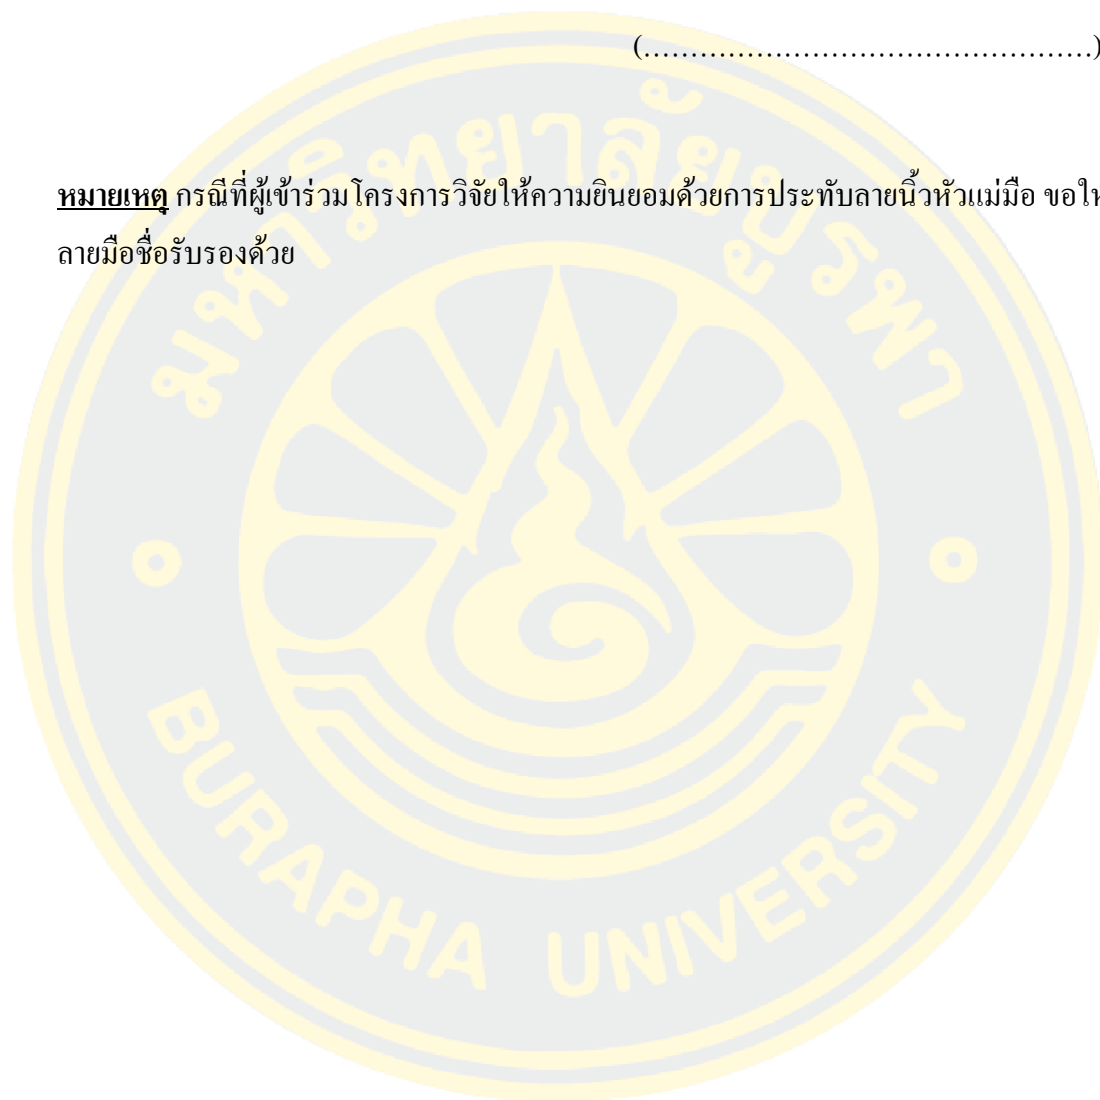 (................................................)
หมายเหตุ กรณีที่ผู้เข้าร่วมโครงการวิจัยให้ความยินยอมด้วยการประทับลายนิ้วหัวแม่มือ ขอให้
ลายมือชื่อรับรองด้วย
มหาวิทยาลัยบูรพา
BURAPHA UNIVERSITY